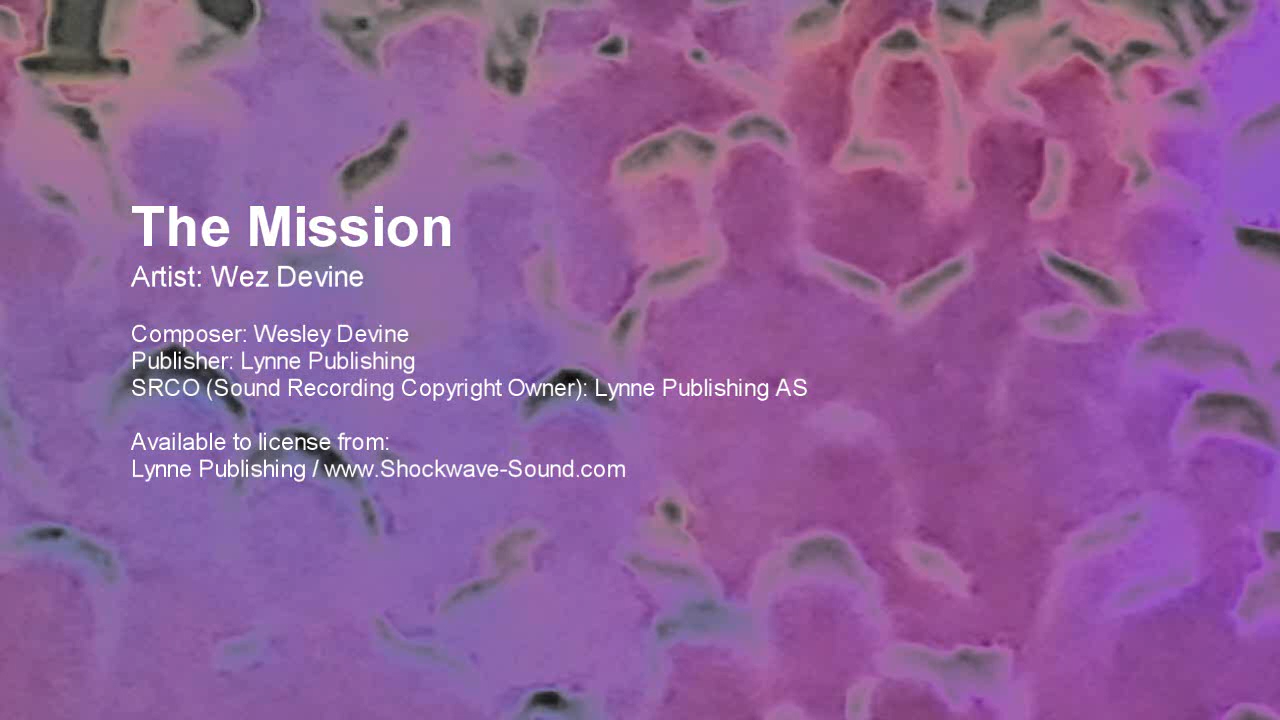 The Mission
Artist: Wez Devine
Composer: Wesley Devine
Publisher: Lynne Publishing
SRCO (Sound Recording Copyright Owner): Lynne Publishing AS
Available to license from:
Lynne Publishing / www.Shockwave-Sound.com